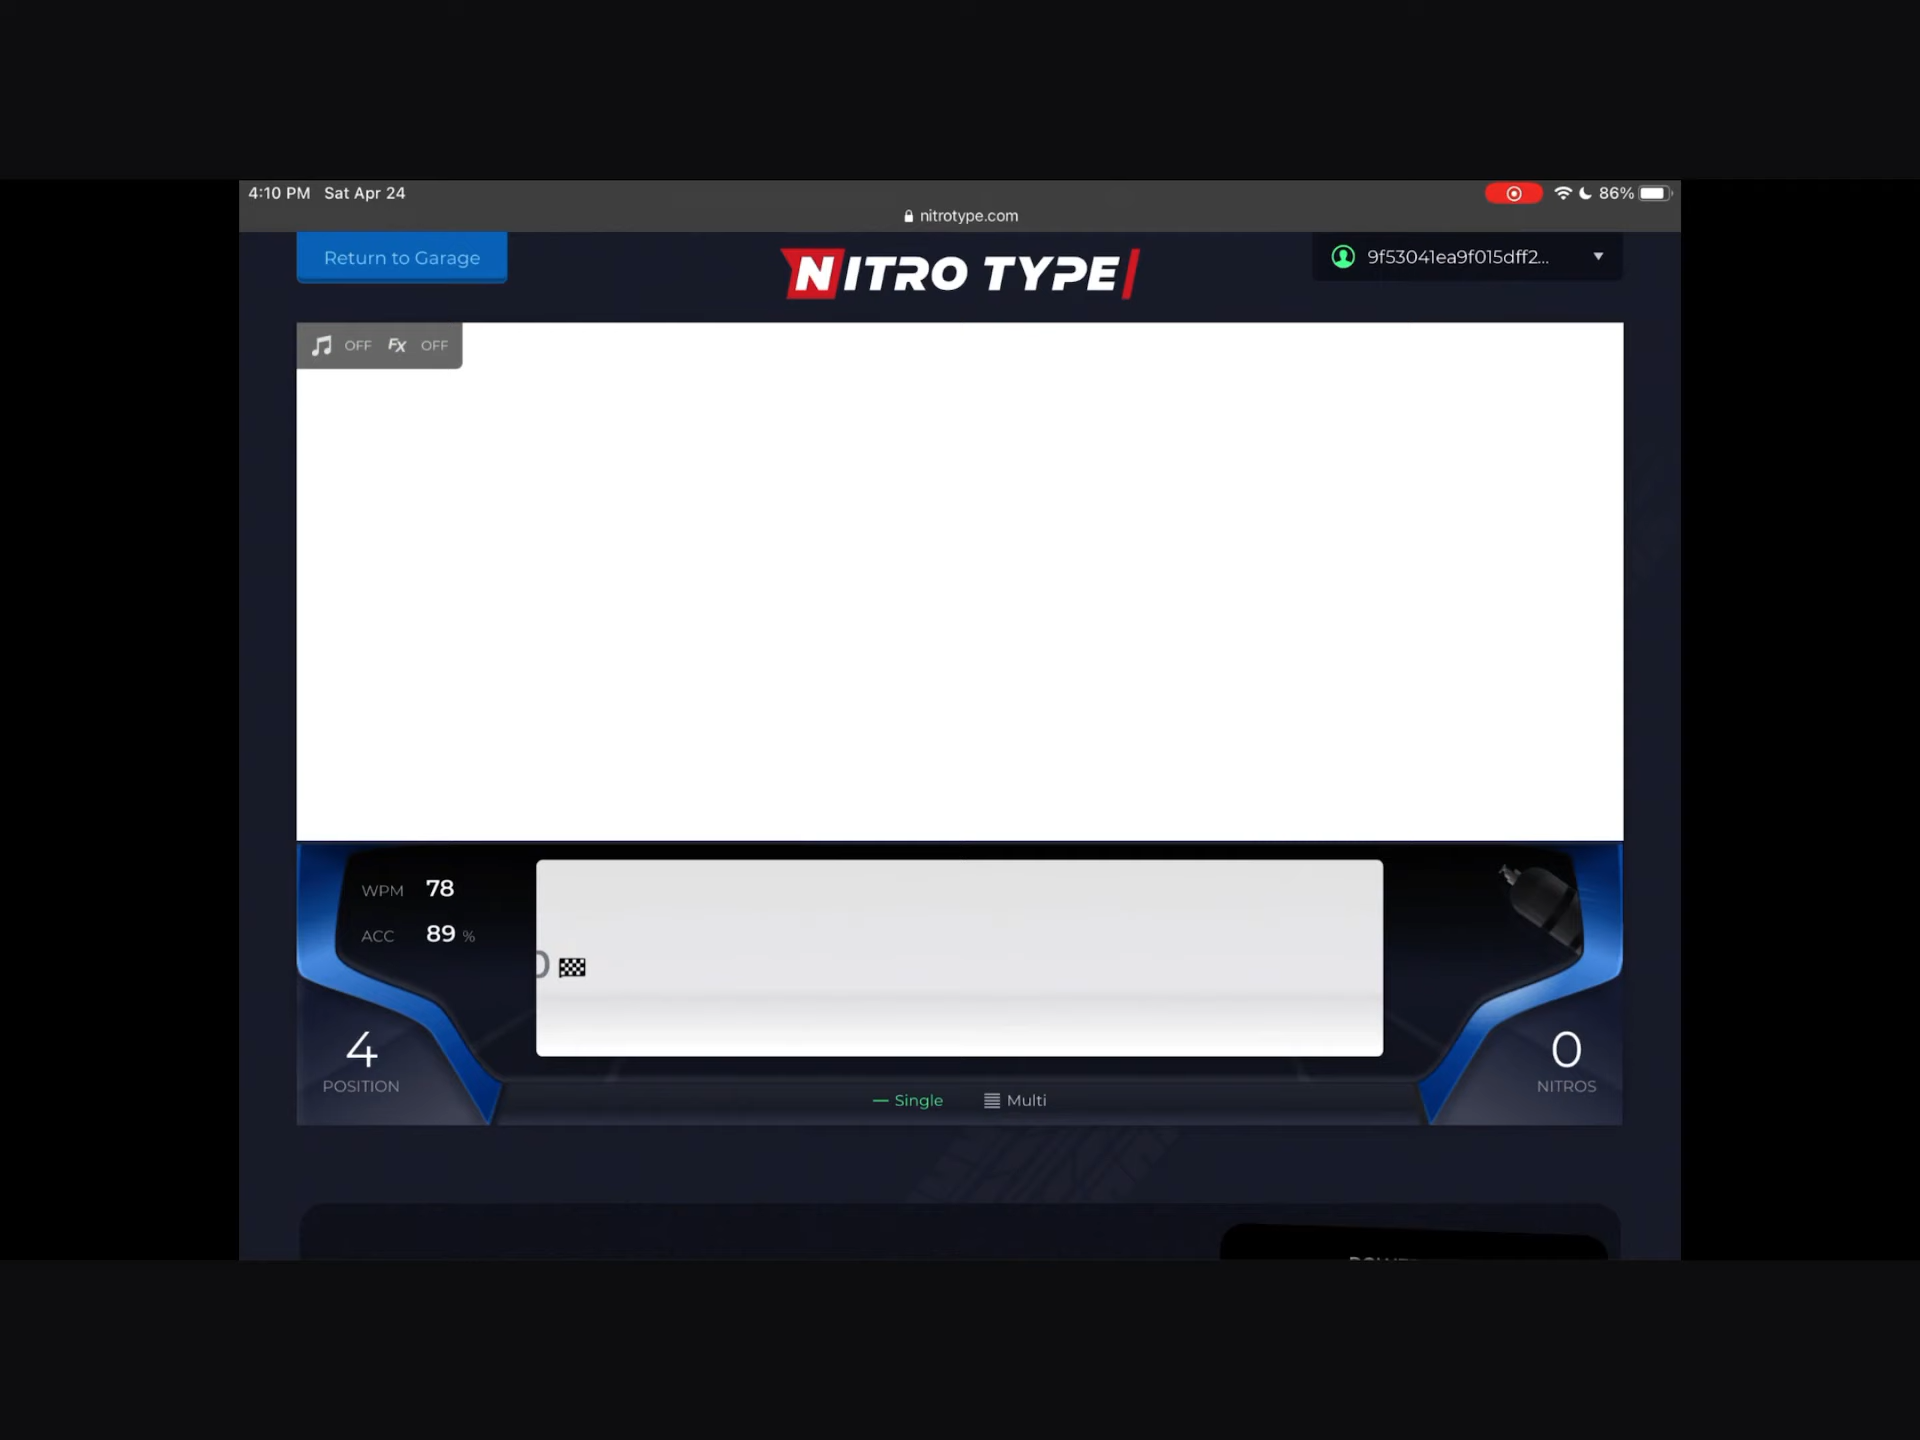 4:10 PM Sat Apr 24
86%
nitrotype.com
Return to Garage
NITRO TYPE
9f53041ea9f015dff2...
OFF Fx OFF
WPM 78
ACC 89 %
4
POSITION
0
NITROS
Single Multi